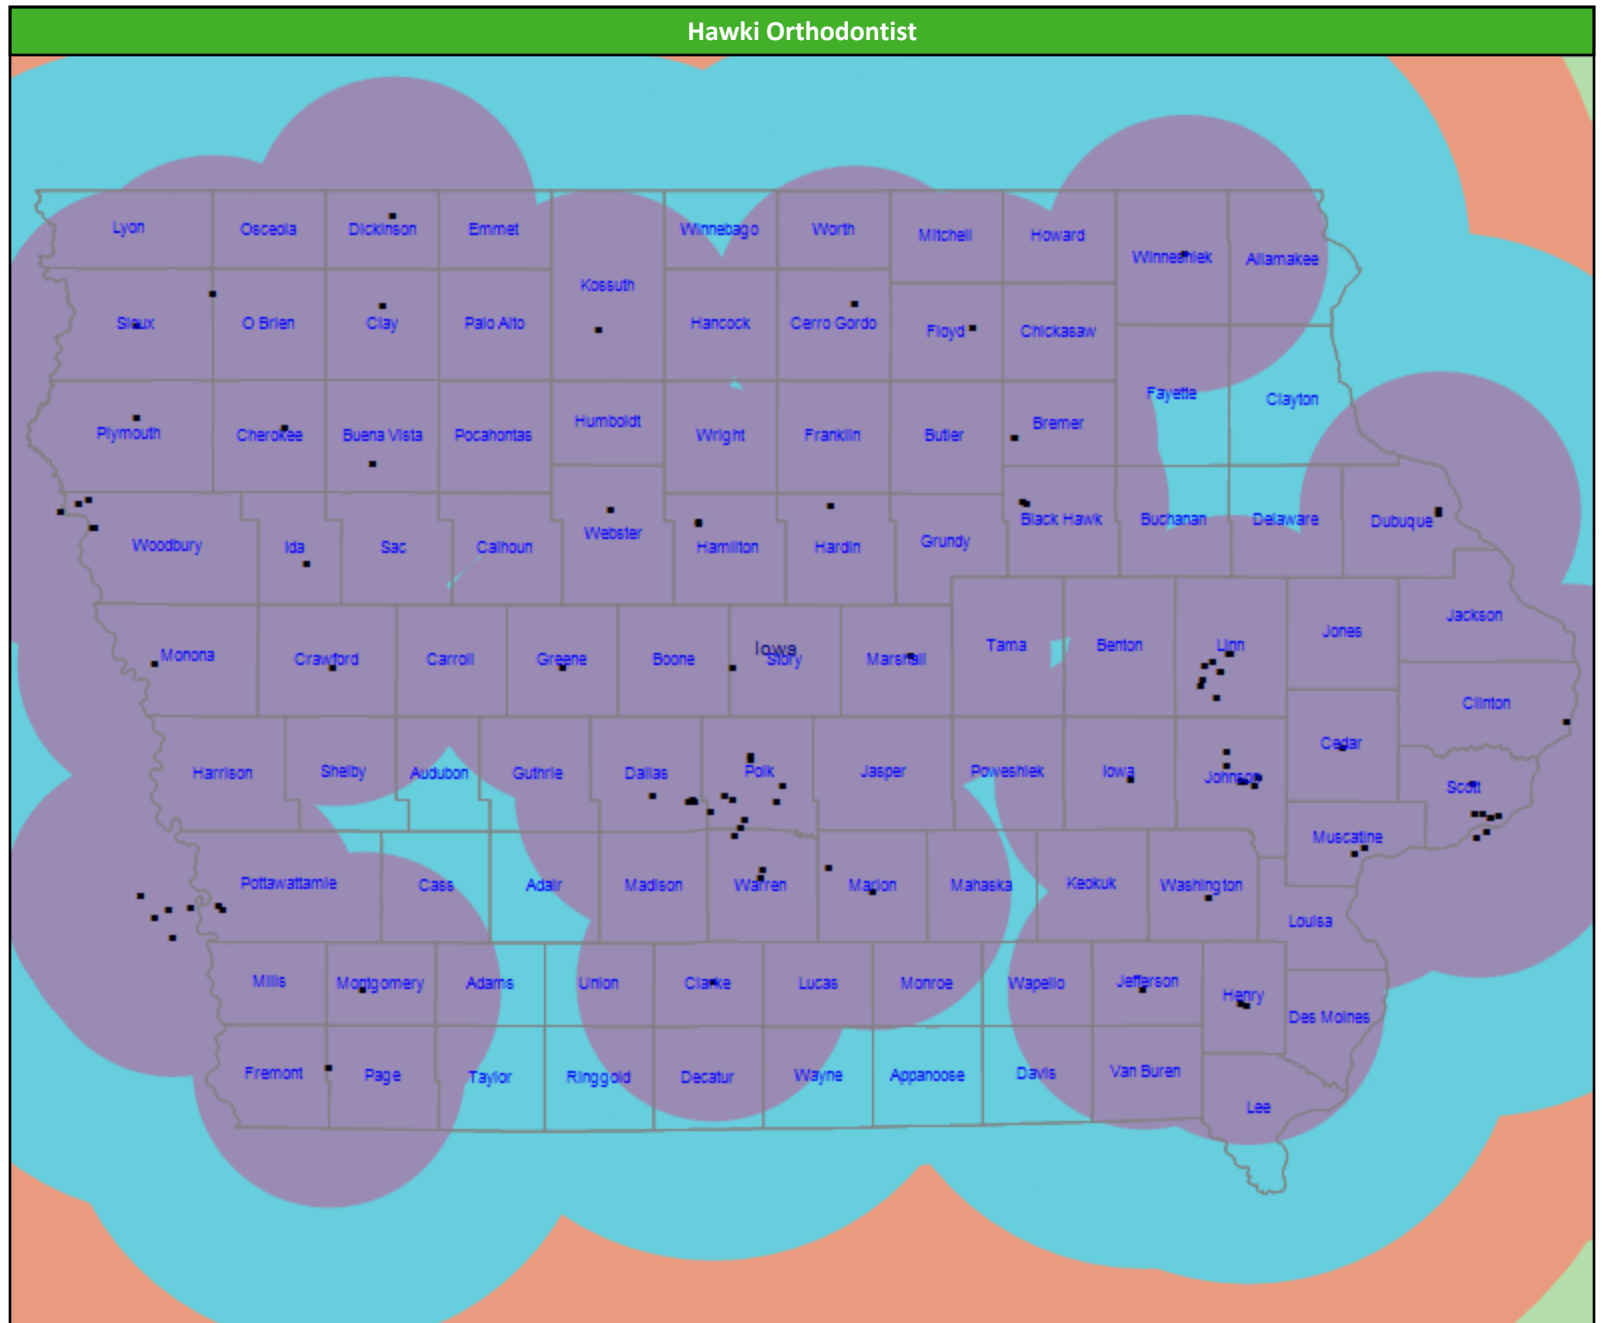 Hawki Orthodontist
Lyon
Osceola
Dickinson
Emmet
Winnebago
Worth
Mitchell
Howard
Winneshiek
Allamakee
Kossuth
Sioux
O Brien
Clay
Palo Alto
Hancock
Cerro Gordo
Floyd
Chickasaw
Fayette
Clayton
Plymouth
Cherokee
Buena Vista
Pocahontas
Humboldt
Wright
Franklin
Butler
Bremer
Woodbury
Ida
Sac
Calhoun
Webster
Hamilton
Hardin
Grundy
Black Hawk
Buchanan
Delaware
Dubuque
Monona
Crawford
Carroll
Greene
Boone
Iowa
Story
Marshall
Tama
Benton
Linn
Jones
Jackson
Clinton
Harrison
Shelby
Audubon
Guthrie
Dallas
Polk
Jasper
Poweshiek
Iowa
Johnson
Cedar
Scott
Muscatine
Pottawattamie
Cass
Adair
Madison
Warren
Marion
Mahaska
Keokuk
Washington
Louisa
Mills
Montgomery
Adams
Union
Clarke
Lucas
Monroe
Wapello
Jefferson
Henry
Des Moines
Fremont
Page
Taylor
Ringgold
Decatur
Wayne
Appanoose
Davis
Van Buren
Lee